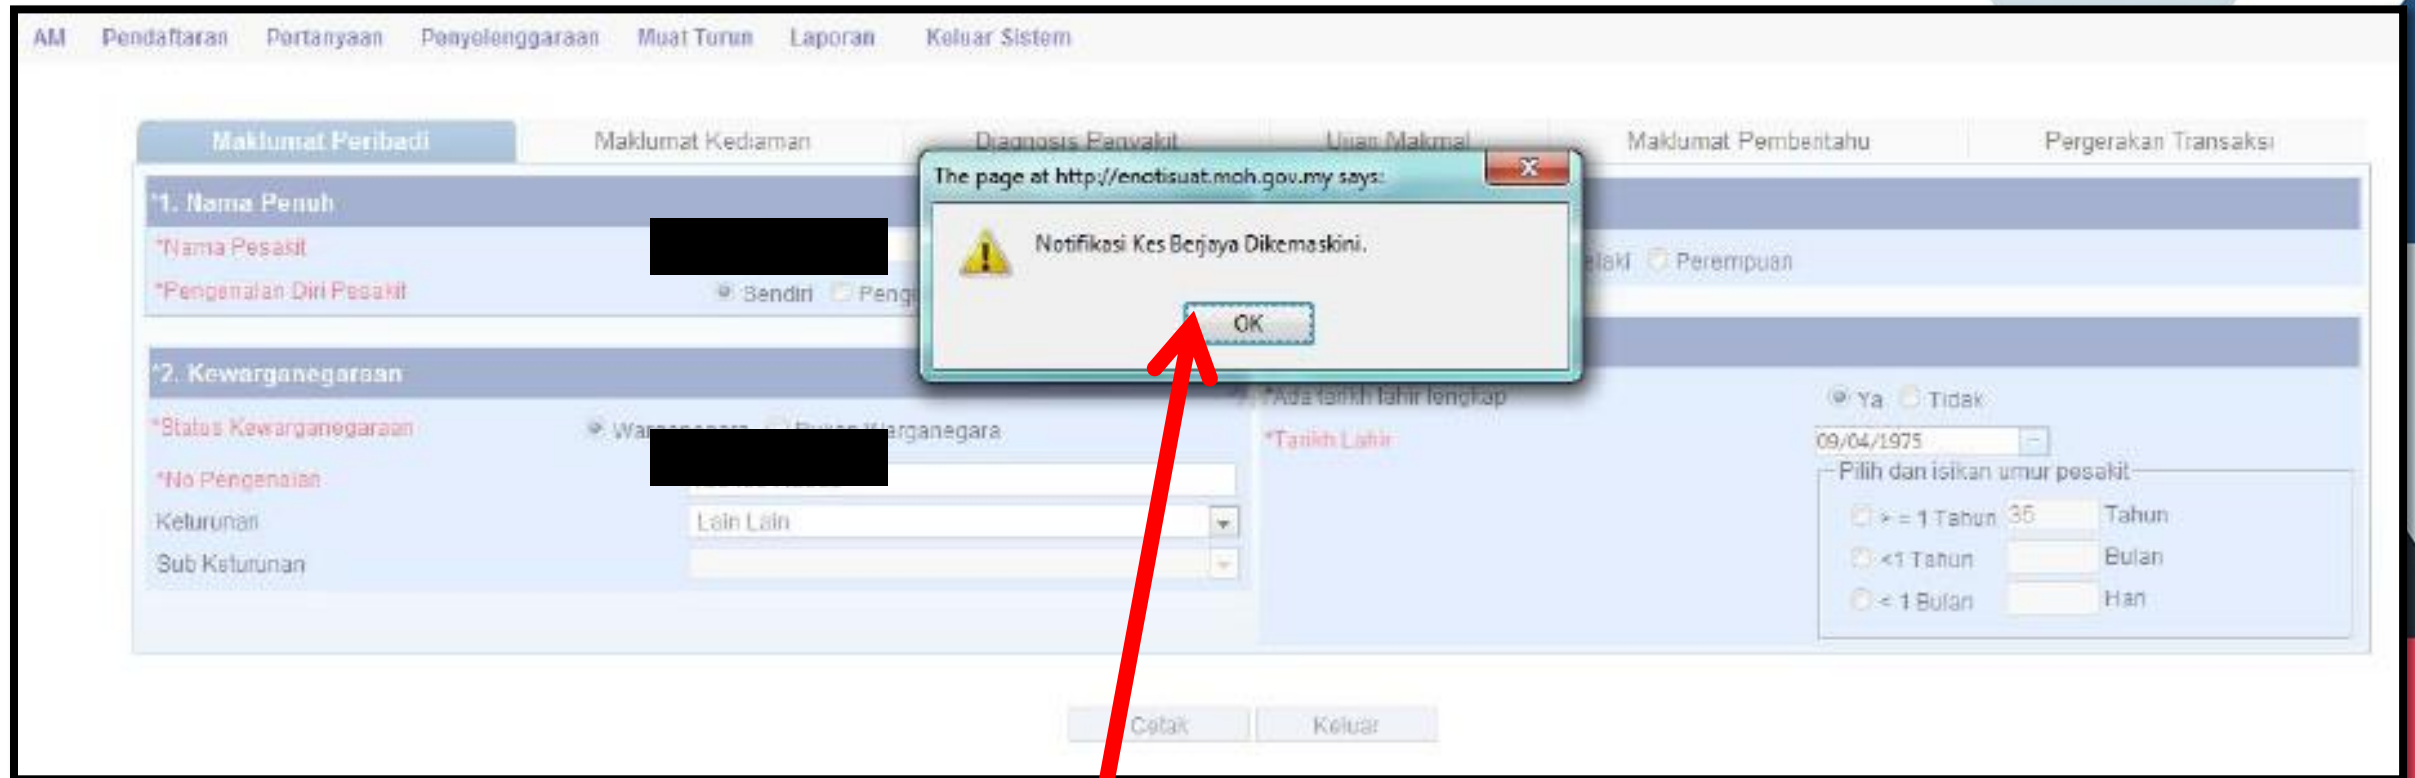 AM Pendaftaran Pertanyaan Penyelenggaraan Muat Turun Laporan Keluar Sistem
Maklumat Peribadi Maklumat Kediaman Diagnosis Penyakit Ujian Makmal Maklumat Pemberitahu Pergerakan Transaksi
The page at http://enotisuat.moh.gov.my says:
*1. Nama Penuh
*Nama Pesakit
Notifikasi Kes Berjaya Dikemaskini.
Perempuan
*Pengenalan Diri Pesakit Sendiri
OK
*2. Kewarganegaraan
*Ada tarikh lahir lengkap Ya Tidak
*Status Kewarganegaraan Warganegara Bukan Warganegara
*Tarikh Lahir 09/04/1975
*No Pengenalan
Pilih dan isikan umur pesakit
Keturunan Lain Lain
> = 1 Tahun 35 Tahun
Sub Keturunan
<1 Tahun Bulan
< 1 Bulan Hari
Cetak Keluar